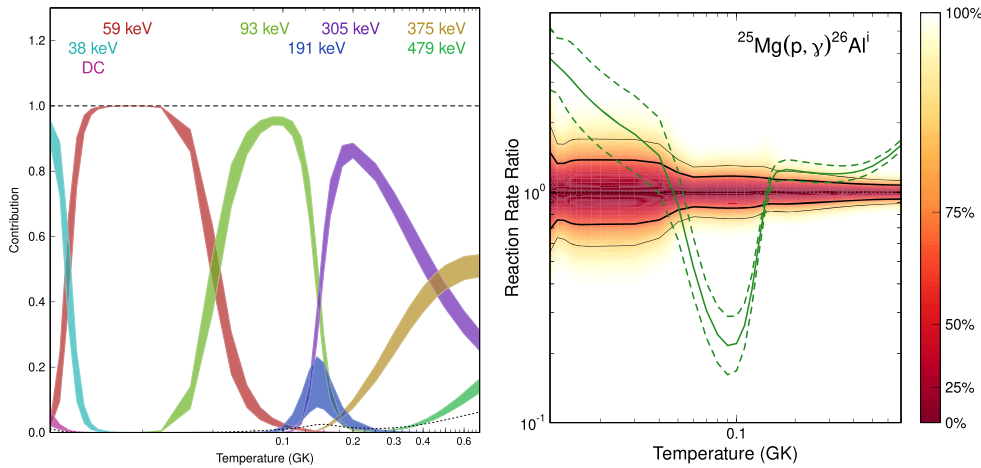 59 keV 93 keV 305 keV 375 keV
38 keV 191 keV 479 keV
DC
1.2
1.0
0.8
0.6
0.4
0.2
0.0
Contribution
0.1 0.2 0.3 0.4 0.6
Temperature (GK)
²⁵Mg(p, γ)²⁶Alⁱ
10⁰
10⁻¹
Reaction Rate Ratio
0.1
Temperature (GK)
100%
75%
50%
25%
0%